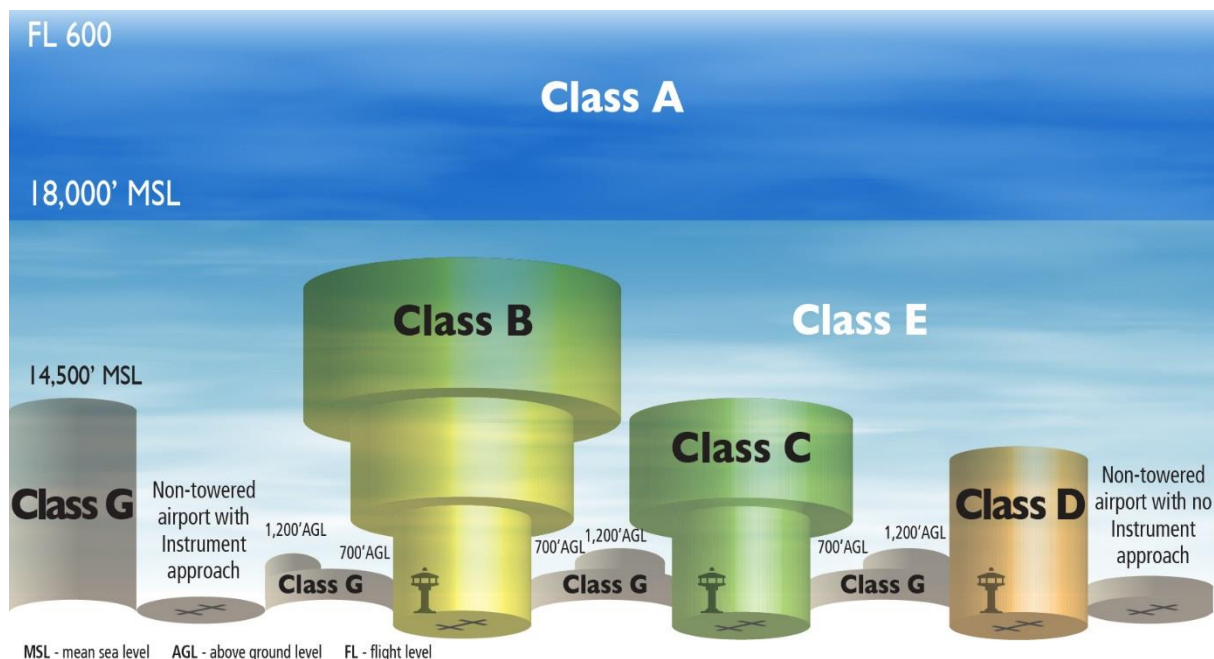 FL 600
Class A
18,000' MSL
Class B
Class E
14,500' MSL
Class G
Non-towered
airport with
Instrument
approach
1,200'AGL
700'AGL
Class G
700'AGL
1,200'AGL
Class G
Class C
700'AGL
1,200'AGL
Class G
Class D
Non-towered
airport with no
Instrument
approach
MSL - mean sea level AGL - above ground level FL - flight level